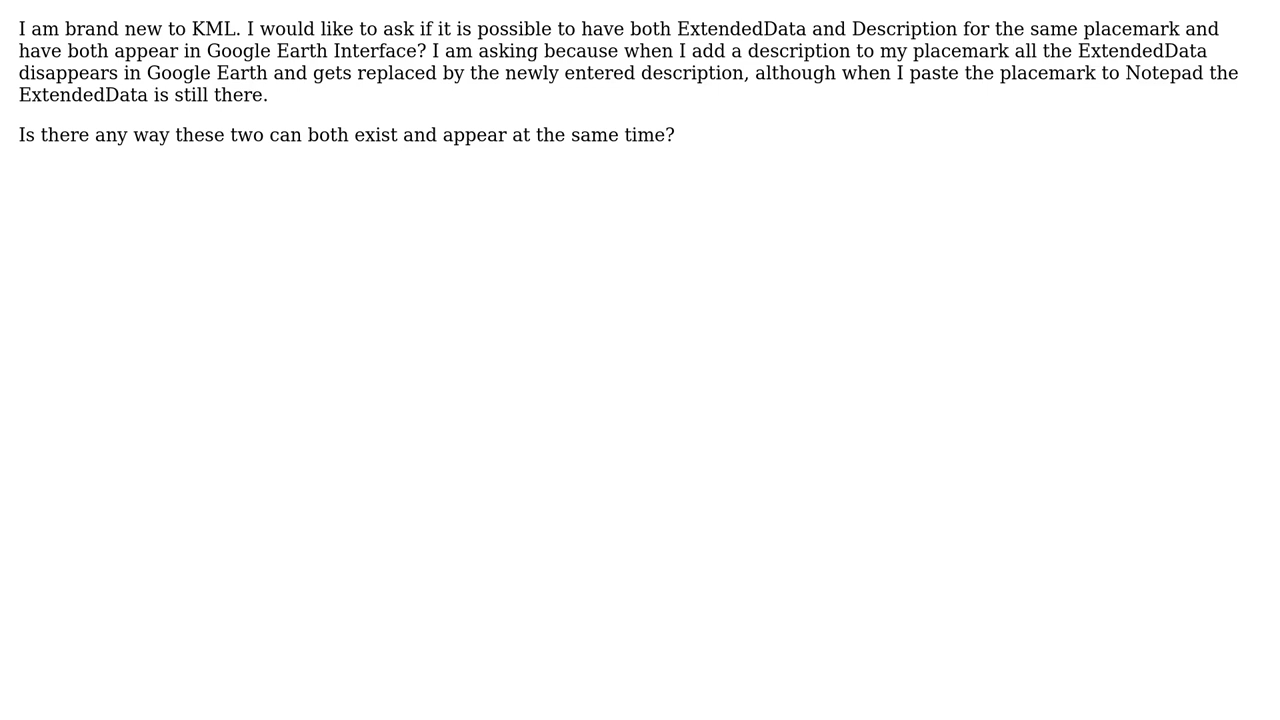 I am brand new to KML. I would like to ask if it is possible to have both ExtendedData and Description for the same placemark and
have both appear in Google Earth Interface? I am asking because when I add a description to my placemark all the ExtendedData
disappears in Google Earth and gets replaced by the newly entered description, although when I paste the placemark to Notepad the
ExtendedData is still there.
Is there any way these two can both exist and appear at the same time?